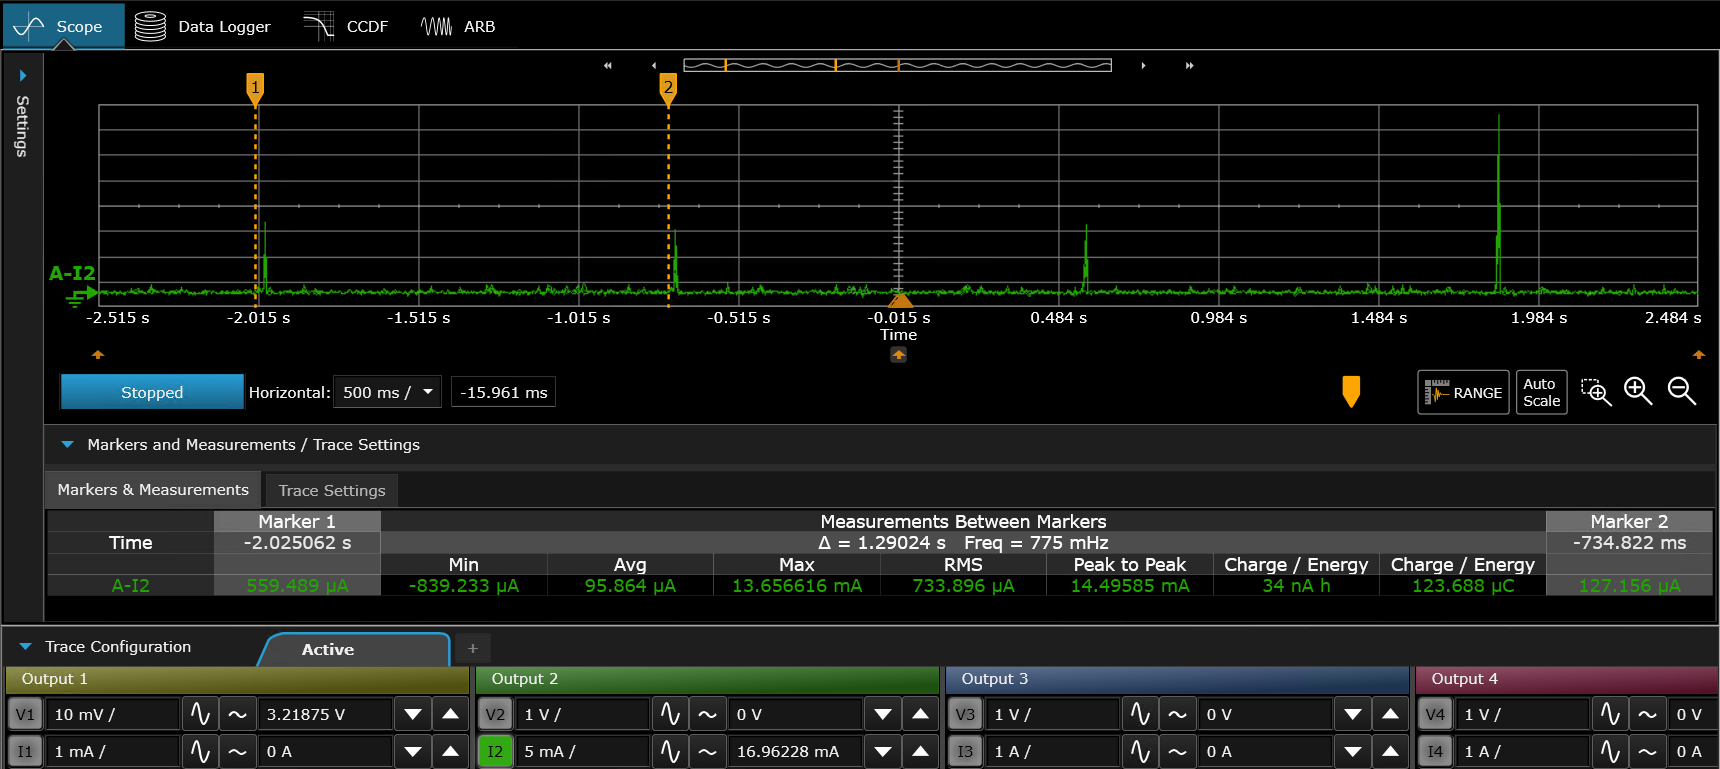 Scope Data Logger CCDF ARB
Settings
1 2
A-I2
-2.515 s -2.015 s -1.515 s -1.015 s -0.515 s -0.015 s 0.484 s 0.984 s 1.484 s 1.984 s 2.484 s
Time
Stopped Horizontal: 500 ms / -15.961 ms RANGE Auto Scale
Markers and Measurements / Trace Settings
Markers & Measurements Trace Settings
Marker 1 Measurements Between Markers Marker 2
Time -2.025062 s Δ = 1.29024 s Freq = 775 mHz -734.822 ms
Min Avg Max RMS Peak to Peak Charge / Energy Charge / Energy
A-I2 559.489 µA -839.233 µA 95.864 µA 13.656616 mA 733.896 µA 14.49585 mA 34 nA h 123.688 µC 127.156 µA
Trace Configuration Active +
Output 1 Output 2 Output 3 Output 4
V1 10 mV / 3.21875 V V2 1 V / 0 V V3 1 V / 0 V V4 1 V / 0 V
I1 1 mA / 0 A I2 5 mA / 16.96228 mA I3 1 A / 0 A I4 1 A / 0 A